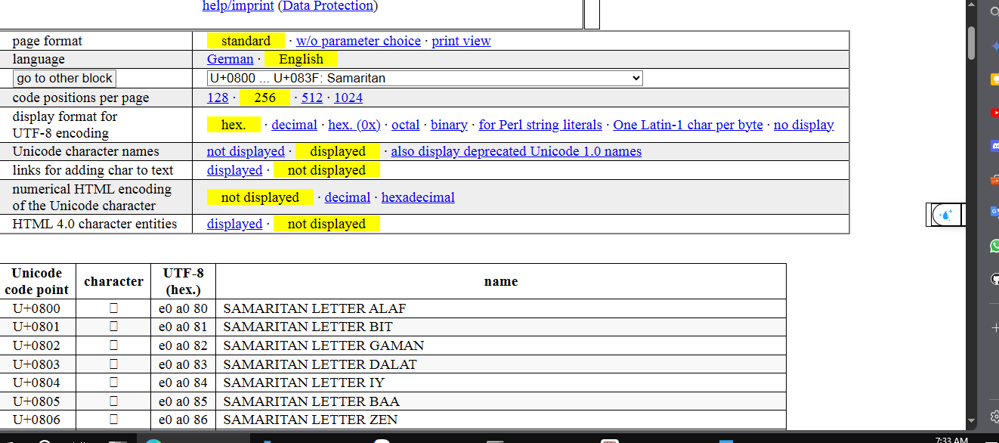 help/imprint (Data Protection)
page format standard · w/o parameter choice · print view
language German · English
go to other block U+0800 ... U+083F: Samaritan
code positions per page 128 · 256 · 512 · 1024
display format for
UTF-8 encoding hex. · decimal · hex. (0x) · octal · binary · for Perl string literals · One Latin-1 char per byte · no display
Unicode character names not displayed · displayed · also display deprecated Unicode 1.0 names
links for adding char to text displayed · not displayed
numerical HTML encoding
of the Unicode character not displayed · decimal · hexadecimal
HTML 4.0 character entities displayed · not displayed
Unicode
code point character UTF-8
(hex.) name
U+0800 e0 a0 80 SAMARITAN LETTER ALAF
U+0801 e0 a0 81 SAMARITAN LETTER BIT
U+0802 e0 a0 82 SAMARITAN LETTER GAMAN
U+0803 e0 a0 83 SAMARITAN LETTER DALAT
U+0804 e0 a0 84 SAMARITAN LETTER IY
U+0805 e0 a0 85 SAMARITAN LETTER BAA
U+0806 e0 a0 86 SAMARITAN LETTER ZEN
7:33 AM